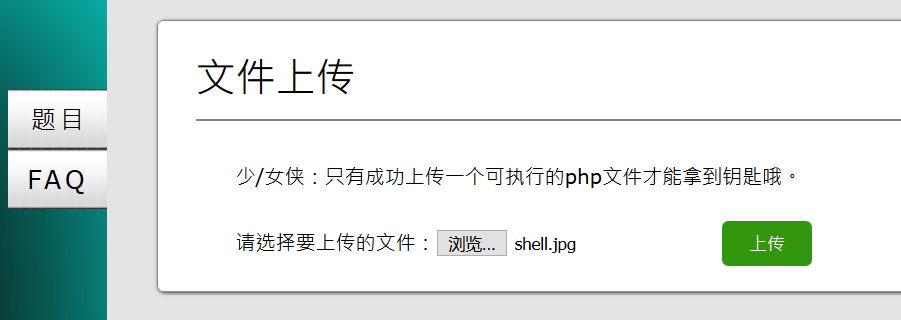 题目
FAQ
文件上传
少/女侠：只有成功上传一个可执行的php文件才能拿到钥匙哦。
请选择要上传的文件：浏览... shell.jpg 上传